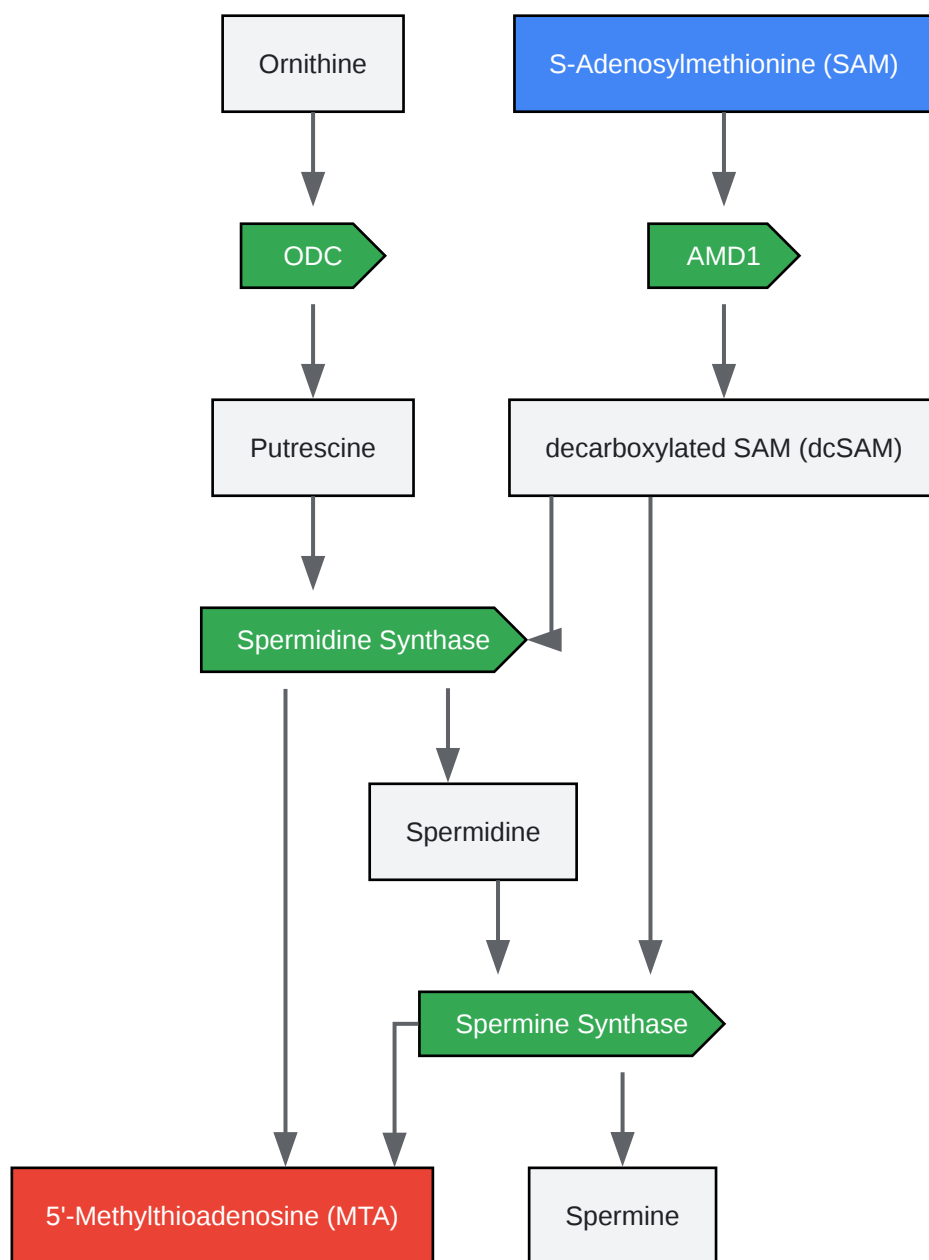 Ornithine
S-Adenosylmethionine (SAM)
ODC
AMD1
Putrescine
decarboxylated SAM (dcSAM)
Spermidine Synthase
Spermidine
Spermine Synthase
5'-Methylthioadenosine (MTA)
Spermine